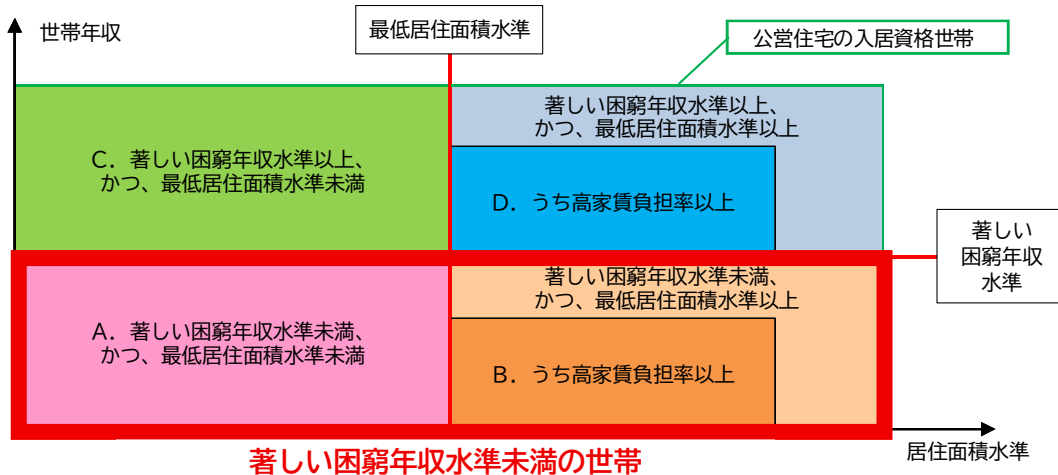 世帯年収
最低居住面積水準
公営住宅の入居資格世帯
著しい困窮年収水準以上、
かつ、最低居住面積水準以上
C．著しい困窮年収水準以上、
かつ、最低居住面積水準未満
D．うち高家賃負担率以上
著しい
困窮年収
水準
著しい困窮年収水準未満、
かつ、最低居住面積水準以上
A．著しい困窮年収水準未満、
かつ、最低居住面積水準未満
B．うち高家賃負担率以上
居住面積水準
著しい困窮年収水準未満の世帯